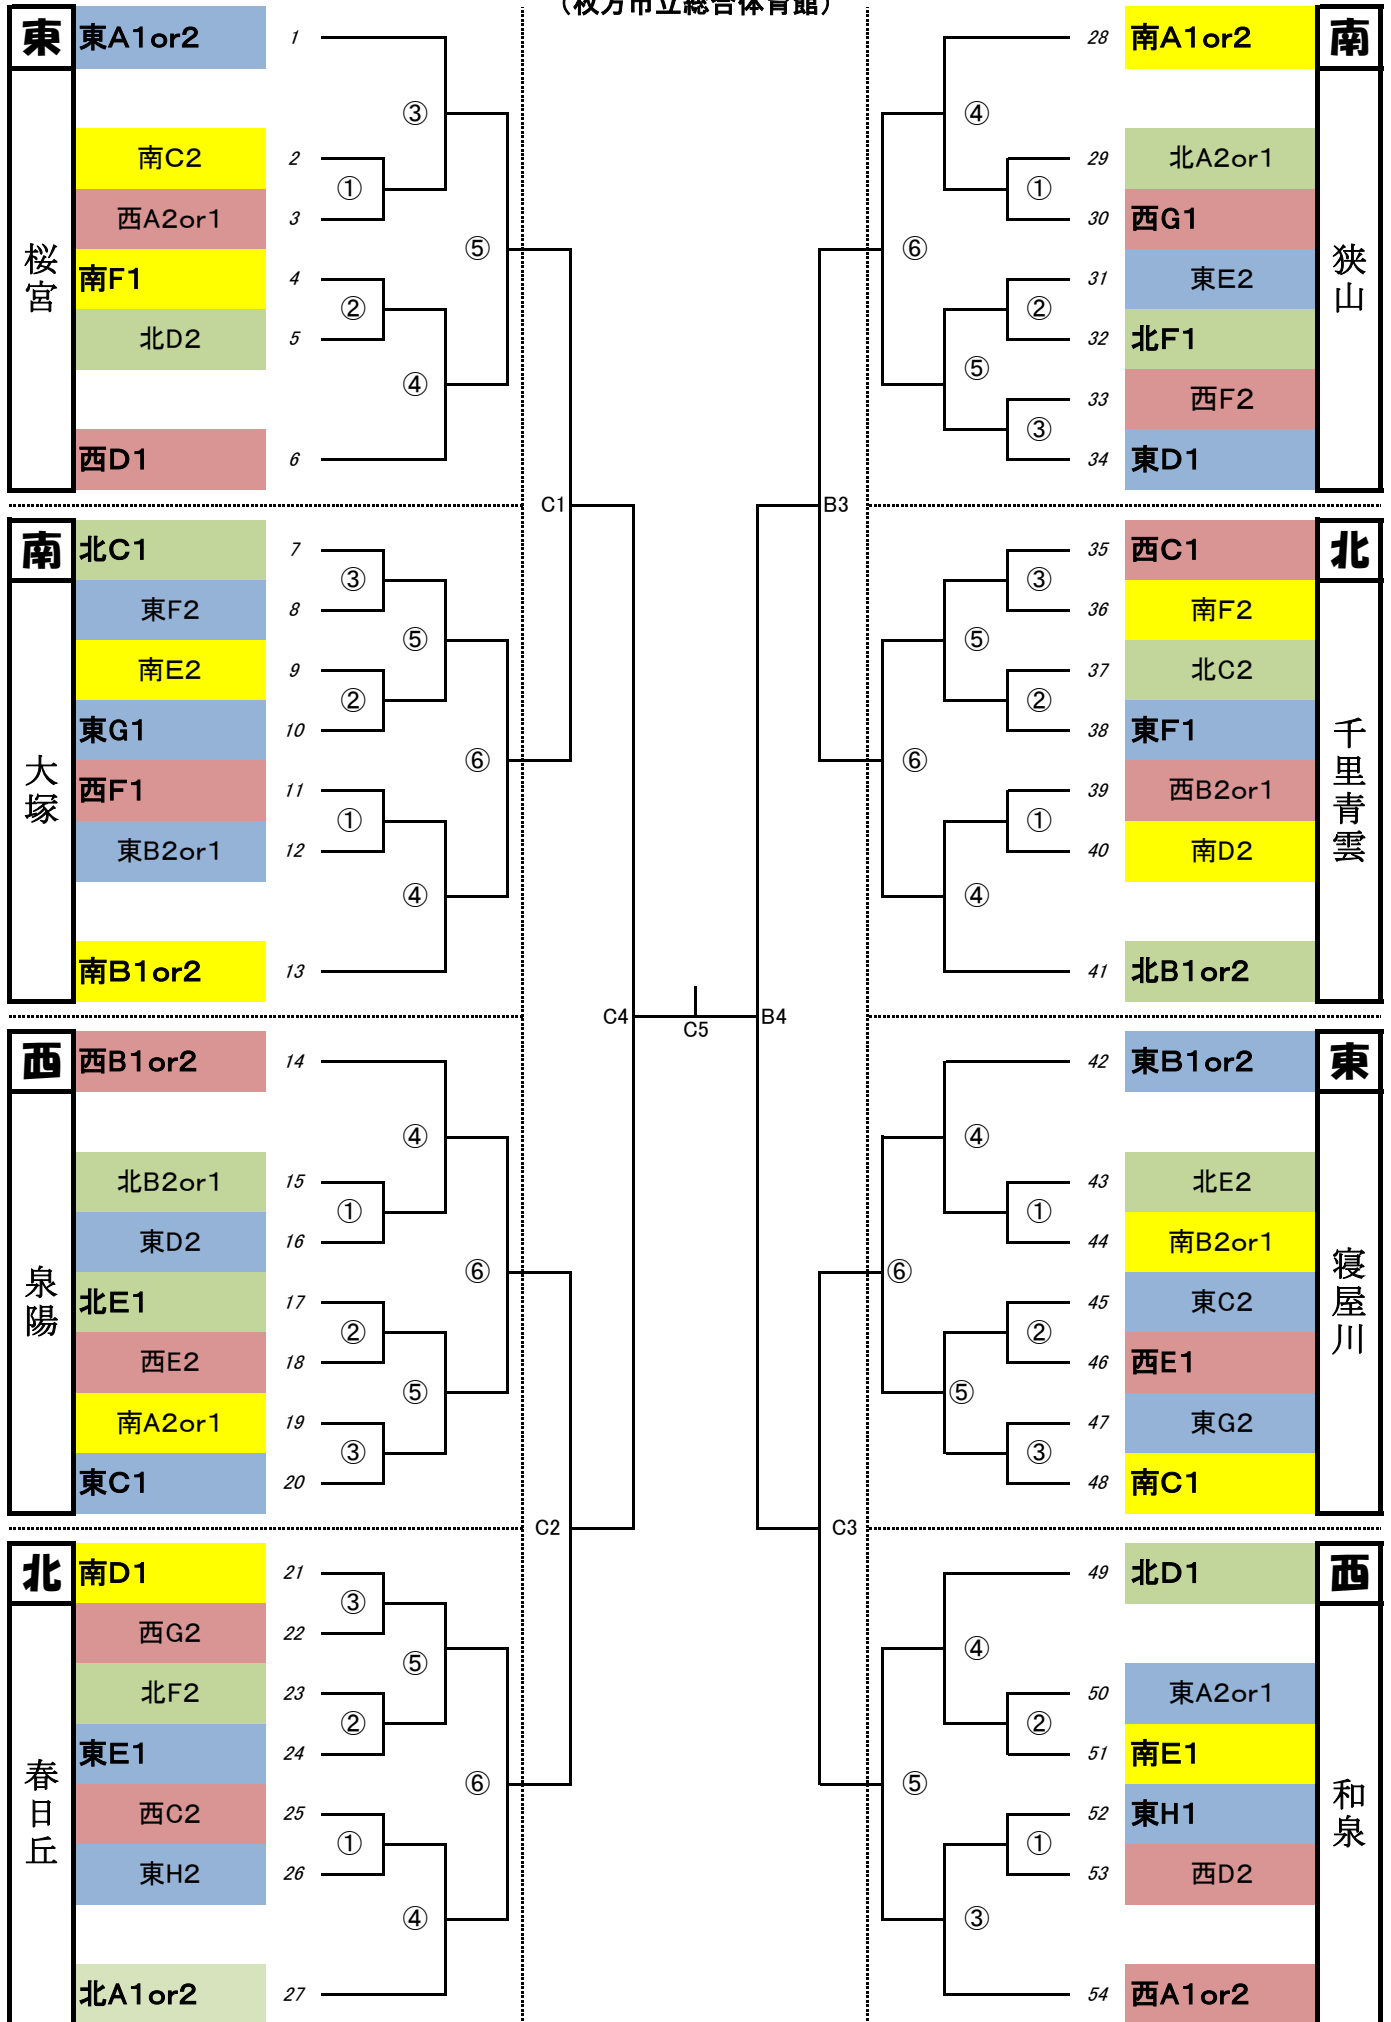 （枚方市立総合体育館）
東
桜宮
東A1or2 1
南C2 2
西A2or1 3
南F1 4
北D2 5
西D1 6
③
①
⑤
②
④
南
大塚
北C1 7
東F2 8
南E2 9
東G1 10
西F1 11
東B2or1 12
南B1or2 13
③
⑤
②
⑥
①
④
西
泉陽
西B1or2 14
北B2or1 15
東D2 16
北E1 17
西E2 18
南A2or1 19
東C1 20
④
①
⑥
②
⑤
③
北
春日丘
南D1 21
西G2 22
北F2 23
東E1 24
西C2 25
東H2 26
北A1or2 27
③
⑤
②
⑥
①
④
C1
C4
C2
C5
B3
B4
C3
南
狭山
28 南A1or2
29 北A2or1
30 西G1
31 東E2
32 北F1
33 西F2
34 東D1
④
①
⑥
②
⑤
③
北
千里青雲
35 西C1
36 南F2
37 北C2
38 東F1
39 西B2or1
40 南D2
41 北B1or2
③
⑤
②
⑥
①
④
東
寝屋川
42 東B1or2
43 北E2
44 南B2or1
45 東C2
46 西E1
47 東G2
48 南C1
④
①
⑥
②
⑤
③
西
和泉
49 北D1
50 東A2or1
51 南E1
52 東H1
53 西D2
54 西A1or2
④
②
⑤
①
③